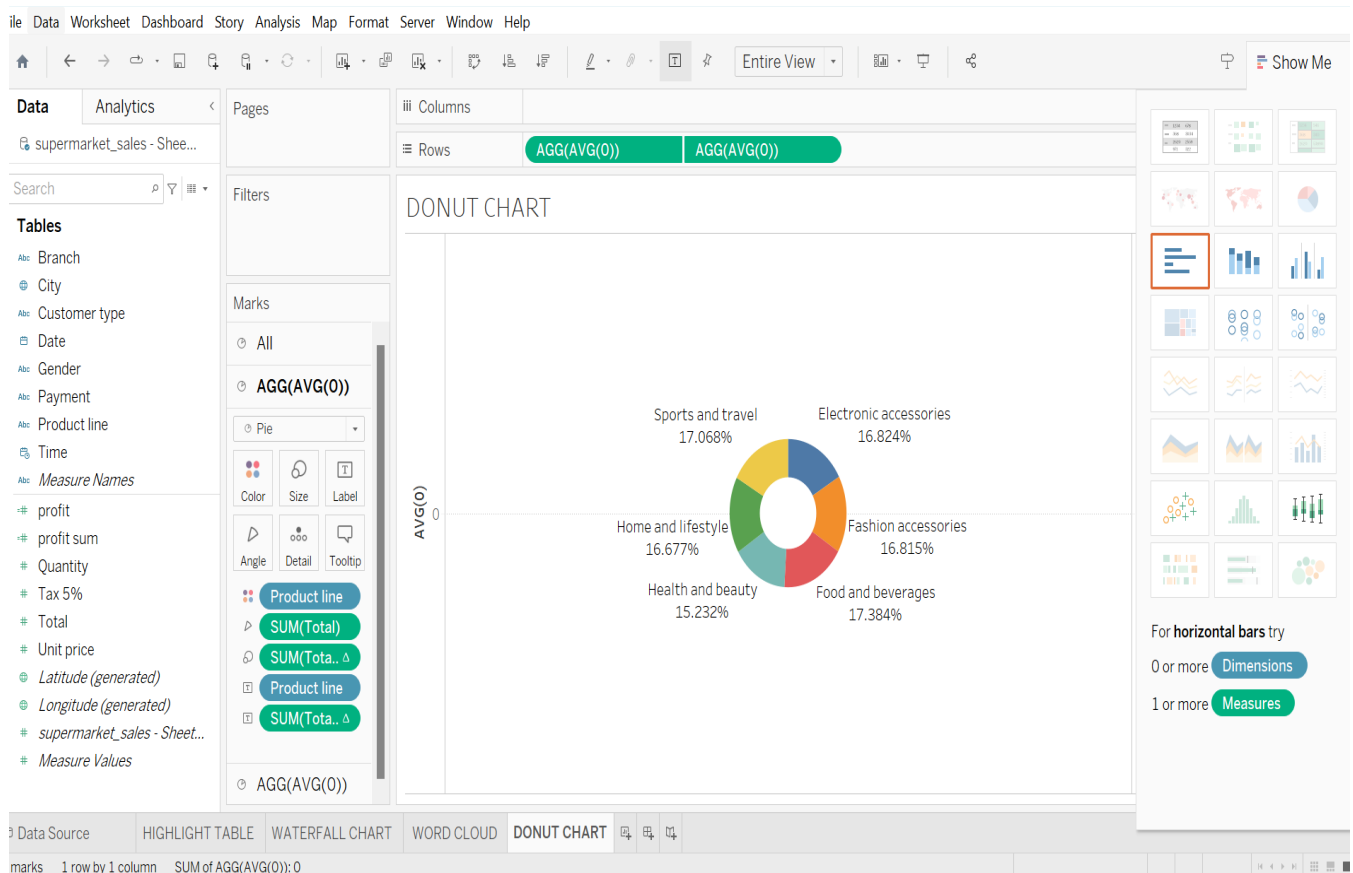 ile Data Worksheet Dashboard Story Analysis Map Format Server Window Help
Entire View
Show Me
Data Analytics
supermarket_sales - Shee...
Search
Tables
Abc Branch
City
Abc Customer type
Date
Abc Gender
Abc Payment
Abc Product line
Time
Abc Measure Names
=# profit
=# profit sum
# Quantity
# Tax 5%
# Total
# Unit price
Latitude (generated)
Longitude (generated)
# supermarket_sales - Sheet...
# Measure Values
Pages
Filters
Marks
All
AGG(AVG(0))
Pie
Color Size Label
Angle Detail Tooltip
Product line
SUM(Total)
SUM(Tota.. Δ
Product line
SUM(Tota.. Δ
AGG(AVG(0))
iii Columns
Rows AGG(AVG(0)) AGG(AVG(0))
DONUT CHART
AVG(0)
0
Sports and travel
17.068%
Electronic accessories
16.824%
Home and lifestyle
16.677%
Fashion accessories
16.815%
Health and beauty
15.232%
Food and beverages
17.384%
For horizontal bars try
0 or more Dimensions
1 or more Measures
Data Source HIGHLIGHT TABLE WATERFALL CHART WORD CLOUD DONUT CHART
marks 1 row by 1 column SUM of AGG(AVG(0)): 0